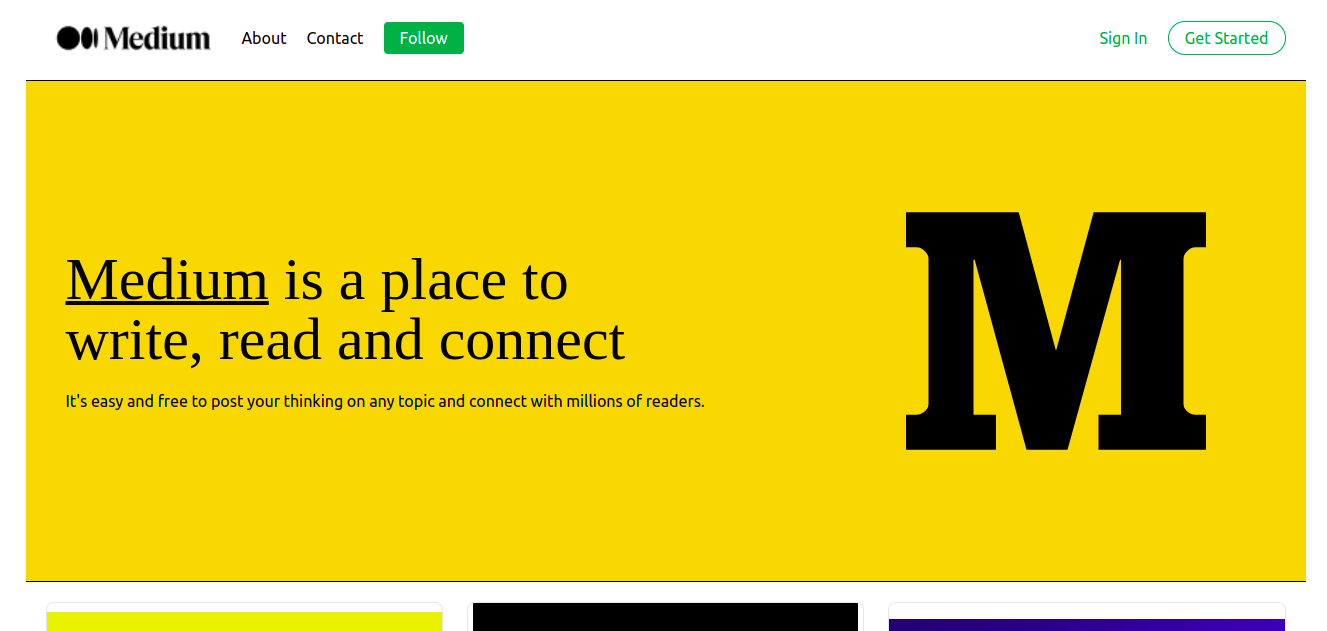 Medium About Contact Follow Sign In Get Started
Medium is a place to
write, read and connect
It's easy and free to post your thinking on any topic and connect with millions of readers.
M